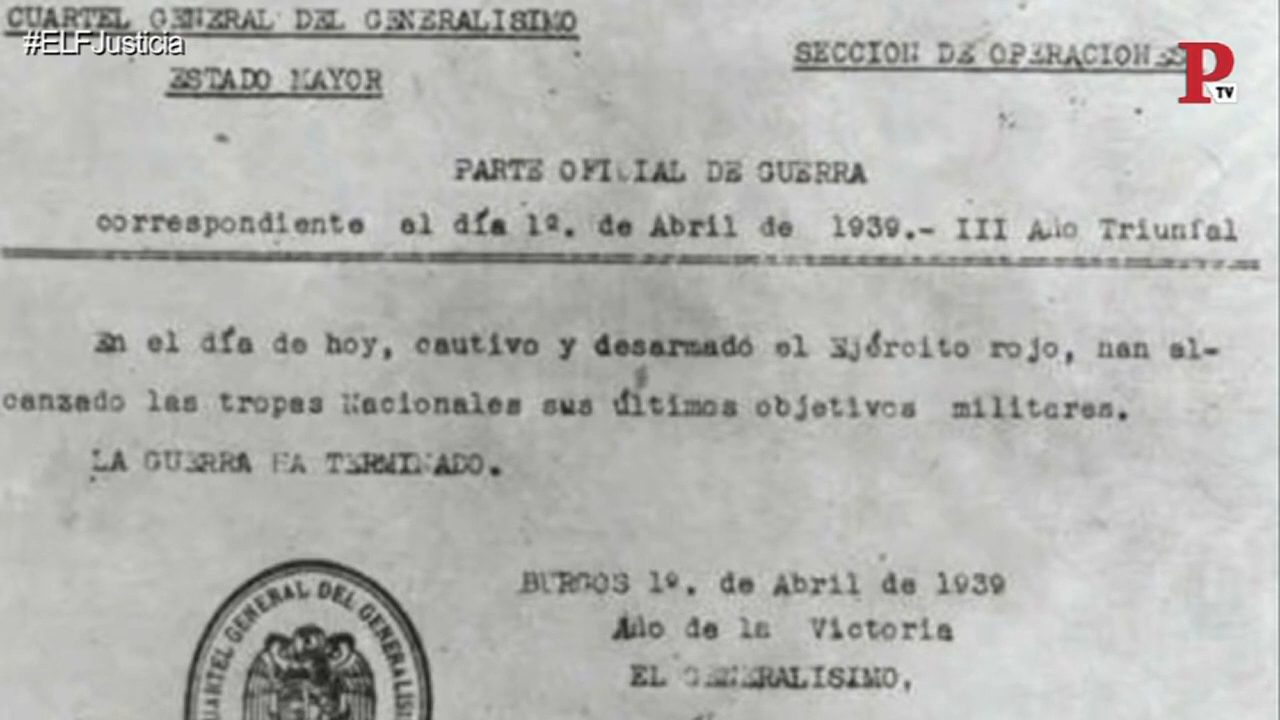 CUARTEL GENERAL DEL GENERALISIMO
#ELFJusticia
ESTADO MAYOR
SECCION DE OPERACIONES
P
TV
PARTE OFICIAL DE GUERRA
correspondiente al día 1º. de Abril de 1939.- III Año Triunfal
En el día de hoy, cautivo y desarmado el Ejército rojo, han al-
canzado las tropas Nacionales sus últimos objetivos militares.
LA GUERRA HA TERMINADO.
BURGOS 1º. de Abril de 1939
Año de la Victoria
EL GENERALISIMO,
CUARTEL GENERAL DEL GENERALISI